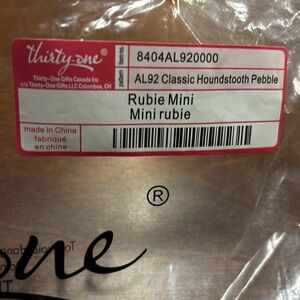 thirty-one®
Thirty-One Gifts Canada Inc
c/o Thirty-One Gifts LLC Columbus, OH
item no. 8404AL920000
pattern AL92 Classic Houndstooth Pebble
Rubie Mini
Mini rubie
made in China
fabriqué
en chine
®
one